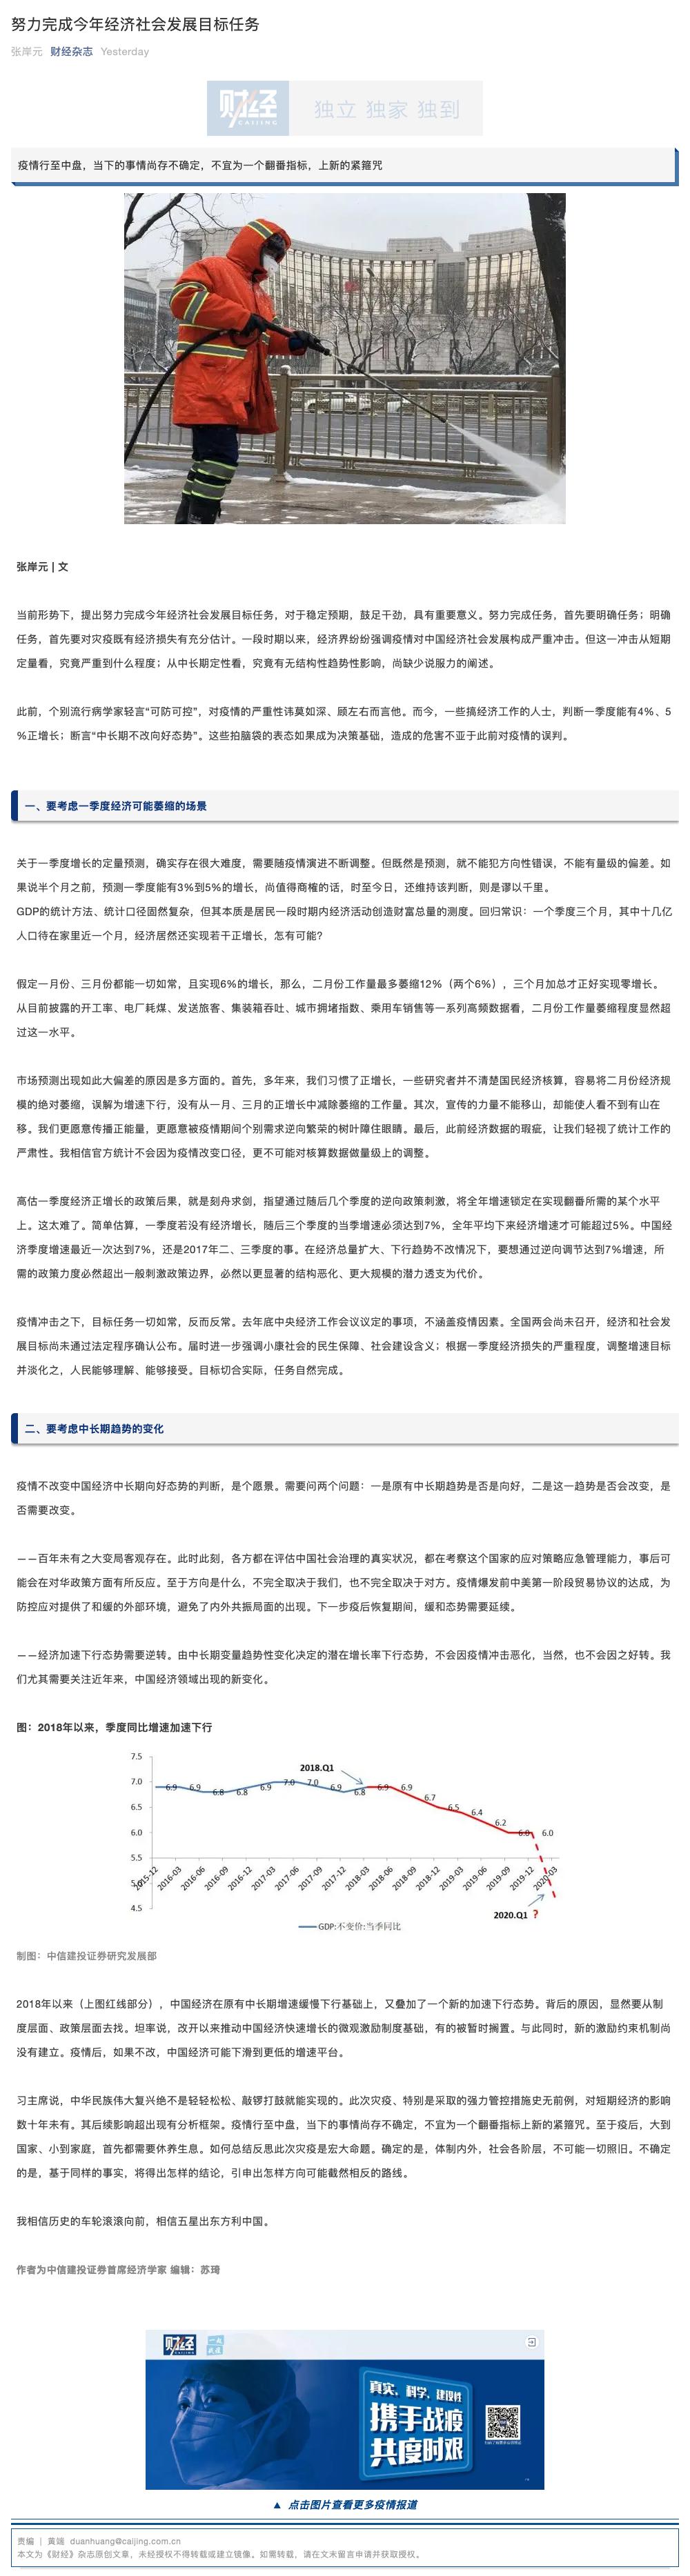 努力完成今年经济社会发展目标任务
张岸元 财经杂志 Yesterday
财经 CAIJING 独立 独家 独到
疫情行至中盘，当下的事情尚存不确定，不宜为一个翻番指标，上新的紧箍咒
张岸元 | 文
当前形势下，提出努力完成今年经济社会发展目标任务，对于稳定预期，鼓足干劲，具有重要意义。努力完成任务，首先要明确任务；明确
任务，首先要对灾疫既有经济损失有充分估计。一段时期以来，经济界纷纷强调疫情对中国经济社会发展构成严重冲击。但这一冲击从短期
定量看，究竟严重到什么程度；从中长期定性看，究竟有无结构性趋势性影响，尚缺少说服力的阐述。
此前，个别流行病学家轻言“可防可控”，对疫情的严重性讳莫如深、顾左右而言他。而今，一些搞经济工作的人士，判断一季度能有4%、5
%正增长；断言“中长期不改向好态势”。这些拍脑袋的表态如果成为决策基础，造成的危害不亚于此前对疫情的误判。
一、要考虑一季度经济可能萎缩的场景
关于一季度增长的定量预测，确实存在很大难度，需要随疫情演进不断调整。但既然是预测，就不能犯方向性错误，不能有量级的偏差。如
果说半个月之前，预测一季度能有3%到5%的增长，尚值得商榷的话，时至今日，还维持该判断，则是谬以千里。
GDP的统计方法、统计口径固然复杂，但其本质是居民一段时期内经济活动创造财富总量的测度。回归常识：一个季度三个月，其中十几亿
人口待在家里近一个月，经济居然还实现若干正增长，怎有可能？
假定一月份、三月份都能一切如常，且实现6%的增长，那么，二月份工作量最多萎缩12%（两个6%），三个月加总才正好实现零增长。
从目前披露的开工率、电厂耗煤、发送旅客、集装箱吞吐、城市拥堵指数、乘用车销售等一系列高频数据看，二月份工作量萎缩程度显然超
过这一水平。
市场预测出现如此大偏差的原因是多方面的。首先，多年来，我们习惯了正增长，一些研究者并不清楚国民经济核算，容易将二月份经济规
模的绝对萎缩，误解为增速下行，没有从一月、三月的正增长中减除萎缩的工作量。其次，宣传的力量不能移山，却能使人看不到有山在
移。我们更愿意传播正能量，更愿意被疫情期间个别需求逆向繁荣的树叶障住眼睛。最后，此前经济数据的瑕疵，让我们轻视了统计工作的
严肃性。我相信官方统计不会因为疫情改变口径，更不可能对核算数据做量级上的调整。
高估一季度经济正增长的政策后果，就是刻舟求剑，指望通过随后几个季度的逆向政策刺激，将全年增速锁定在实现翻番所需的某个水平
上。这太难了。简单估算，一季度若没有经济增长，随后三个季度的当季增速必须达到7%，全年平均下来经济增速才可能超过5%。中国经
济季度增速最近一次达到7%，还是2017年二、三季度的事。在经济总量扩大、下行趋势不改情况下，要想通过逆向调节达到7%增速，所
需的政策力度必然超出一般刺激政策边界，必然以更显著的结构恶化、更大规模的潜力透支为代价。
疫情冲击之下，目标任务一切如常，反而反常。去年底中央经济工作会议议定的事项，不涵盖疫情因素。全国两会尚未召开，经济和社会发
展目标尚未通过法定程序确认公布。届时进一步强调小康社会的民生保障、社会建设含义；根据一季度经济损失的严重程度，调整增速目标
并淡化之，人民能够理解、能够接受。目标切合实际，任务自然完成。
二、要考虑中长期趋势的变化
疫情不改变中国经济中长期向好态势的判断，是个愿景。需要问两个问题：一是原有中长期趋势是否是向好，二是这一趋势是否会改变，是
否需要改变。
——百年未有之大变局客观存在。此时此刻，各方都在评估中国社会治理的真实状况，都在考察这个国家的应对策略应急管理能力，事后可
能会在对华政策方面有所反应。至于方向是什么，不完全取决于我们，也不完全取决于对方。疫情爆发前中美第一阶段贸易协议的达成，为
防控应对提供了和缓的外部环境，避免了内外共振局面的出现。下一步疫后恢复期间，缓和态势需要延续。
——经济加速下行态势需要逆转。由中长期变量趋势性变化决定的潜在增长率下行态势，不会因疫情冲击恶化，当然，也不会因之好转。我
们尤其需要关注近年来，中国经济领域出现的新变化。
图：2018年以来，季度同比增速加速下行
7.5
7.0
6.5
6.0
5.5
5.0
4.5
2018.Q1
6.9 6.9 6.8 6.8 6.9 7.0 7.0 6.9 6.8 6.9 6.9 6.7 6.5 6.4 6.2 6.0 6.0
2015-12 2016-03 2016-06 2016-09 2016-12 2017-03 2017-06 2017-09 2017-12 2018-03 2018-06 2018-09 2018-12 2019-03 2019-06 2019-09 2019-12 2020-03
2020.Q1 ?
GDP:不变价:当季同比
制图：中信建投证券研究发展部
2018年以来（上图红线部分），中国经济在原有中长期增速缓慢下行基础上，又叠加了一个新的加速下行态势。背后的原因，显然要从制
度层面、政策层面去找。坦率说，改开以来推动中国经济快速增长的微观激励制度基础，有的被暂时搁置。与此同时，新的激励约束机制尚
没有建立。疫情后，如果不改，中国经济可能下滑到更低的增速平台。
习主席说，中华民族伟大复兴绝不是轻轻松松、敲锣打鼓就能实现的。此次灾疫、特别是采取的强力管控措施史无前例，对短期经济的影响
数十年未有。其后续影响超出现有分析框架。疫情行至中盘，当下的事情尚存不确定，不宜为一个翻番指标上新的紧箍咒。至于疫后，大到
国家、小到家庭，首先都需要休养生息。如何总结反思此次灾疫是宏大命题。确定的是，体制内外，社会各阶层，不可能一切照旧。不确定
的是，基于同样的事实，将得出怎样的结论，引申出怎样方向可能截然相反的路线。
我相信历史的车轮滚滚向前，相信五星出东方利中国。
作者为中信建投证券首席经济学家 编辑：苏琦
财经
真实、科学、建设性
携手战疫
共度时艰
▲ 点击图片查看更多疫情报道
责编 | 黄端 duanhuang@caijing.com.cn
本文为《财经》杂志原创文章，未经授权不得转载或建立镜像。如需转载，请在文末留言申请并获取授权。